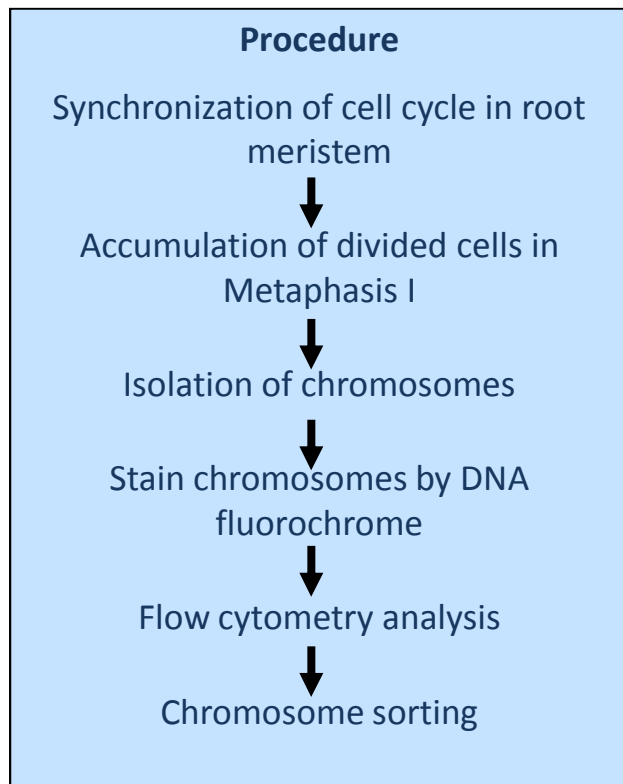 Procedure
Synchronization of cell cycle in root
meristem
Accumulation of divided cells in
Metaphasis I
Isolation of chromosomes
Stain chromosomes by DNA
fluorochrome
Flow cytometry analysis
Chromosome sorting